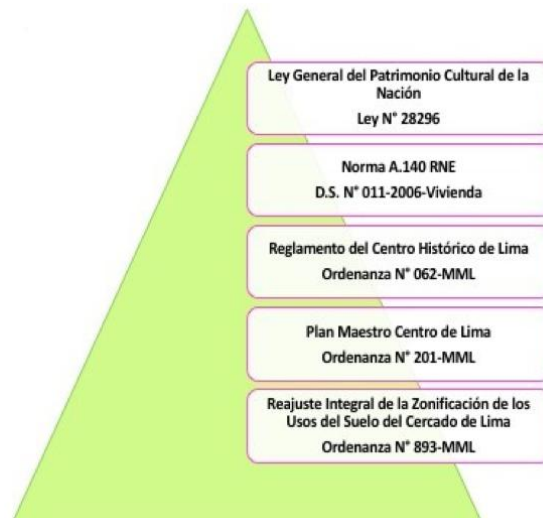 Ley General del Patrimonio Cultural de la
Nación
Ley N° 28296
Norma A.140 RNE
D.S. N° 011-2006-Vivienda
Reglamento del Centro Histórico de Lima
Ordenanza N° 062-MML
Plan Maestro Centro de Lima
Ordenanza N° 201-MML
Reajuste Integral de la Zonificación de los
Usos del Suelo del Cercado de Lima
Ordenanza N° 893-MML